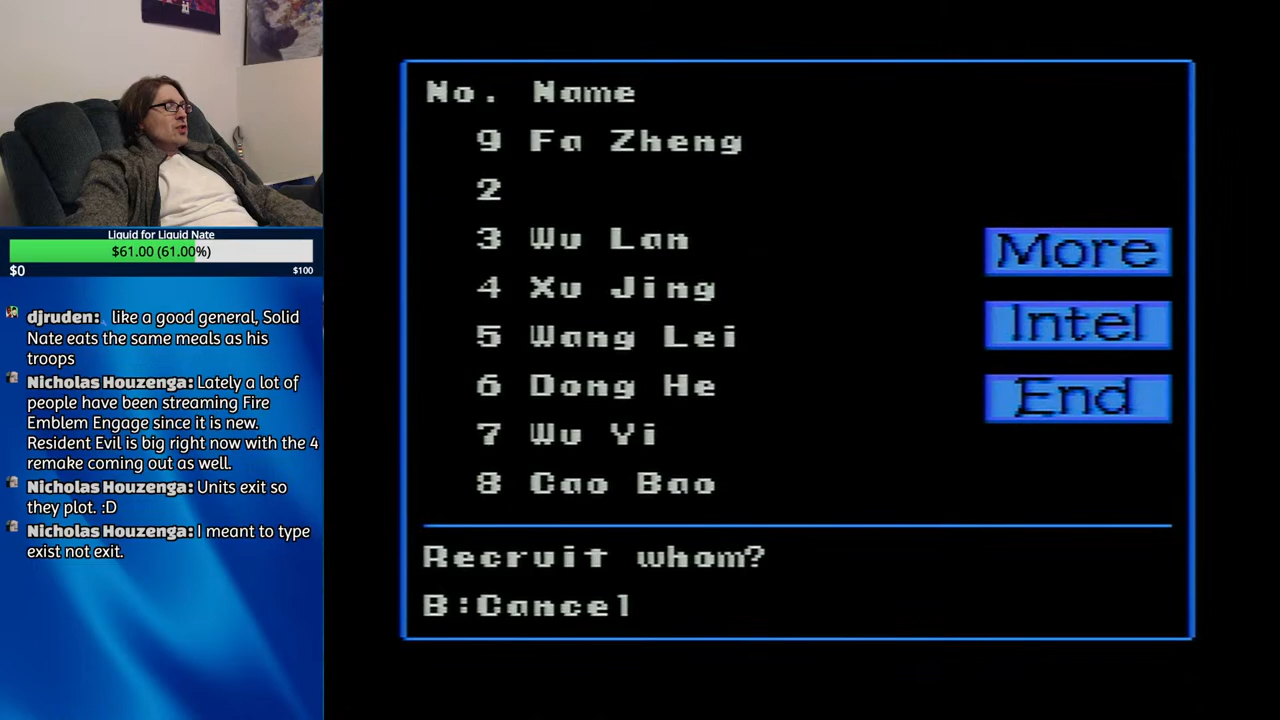 Liquid for Liquid Nate
$61.00 (61.00%)
$0
$100
djruden: like a good general, Solid
Nate eats the same meals as his
troops
Nicholas Houzenga: Lately a lot of
people have been streaming Fire
Emblem Engage since it is new.
Resident Evil is big right now with the 4
remake coming out as well.
Nicholas Houzenga: Units exit so
they plot. :D
Nicholas Houzenga: I meant to type
exist not exit.
No. Name
9 Fa Zheng
2
3 Wu Lan
4 Xu Jing
5 Wang Lei
6 Dong He
7 Wu Yi
8 Cao Bao
More
Intel
End
Recruit whom?
B:Cancel